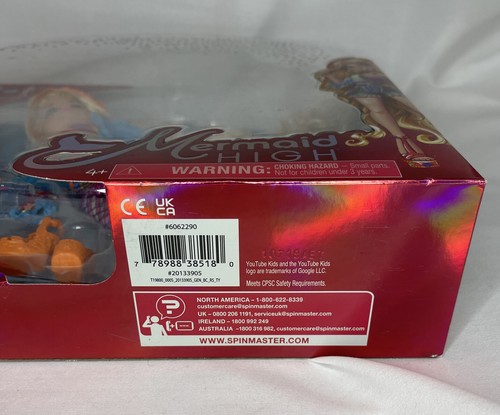 Mermaid
HIGH
4+
WARNING: CHOKING HAZARD – Small parts.
Not for children under 3 years.
CE UK
CA
#6062290
7 78988 38518 0
#20133905
YouTube Kids and the YouTube Kids
logo are trademarks of Google LLC.
Meets CPSC Safety Requirements.
NORTH AMERICA – 1-800-622-8339
customercare@spinmaster.com
UK – 0800 206 1191, serviceuk@spinmaster.com
IRELAND – 1800 992 249
AUSTRALIA –1800 316 982, customercare@spinmaster.com
WWW.SPINMASTER.COM